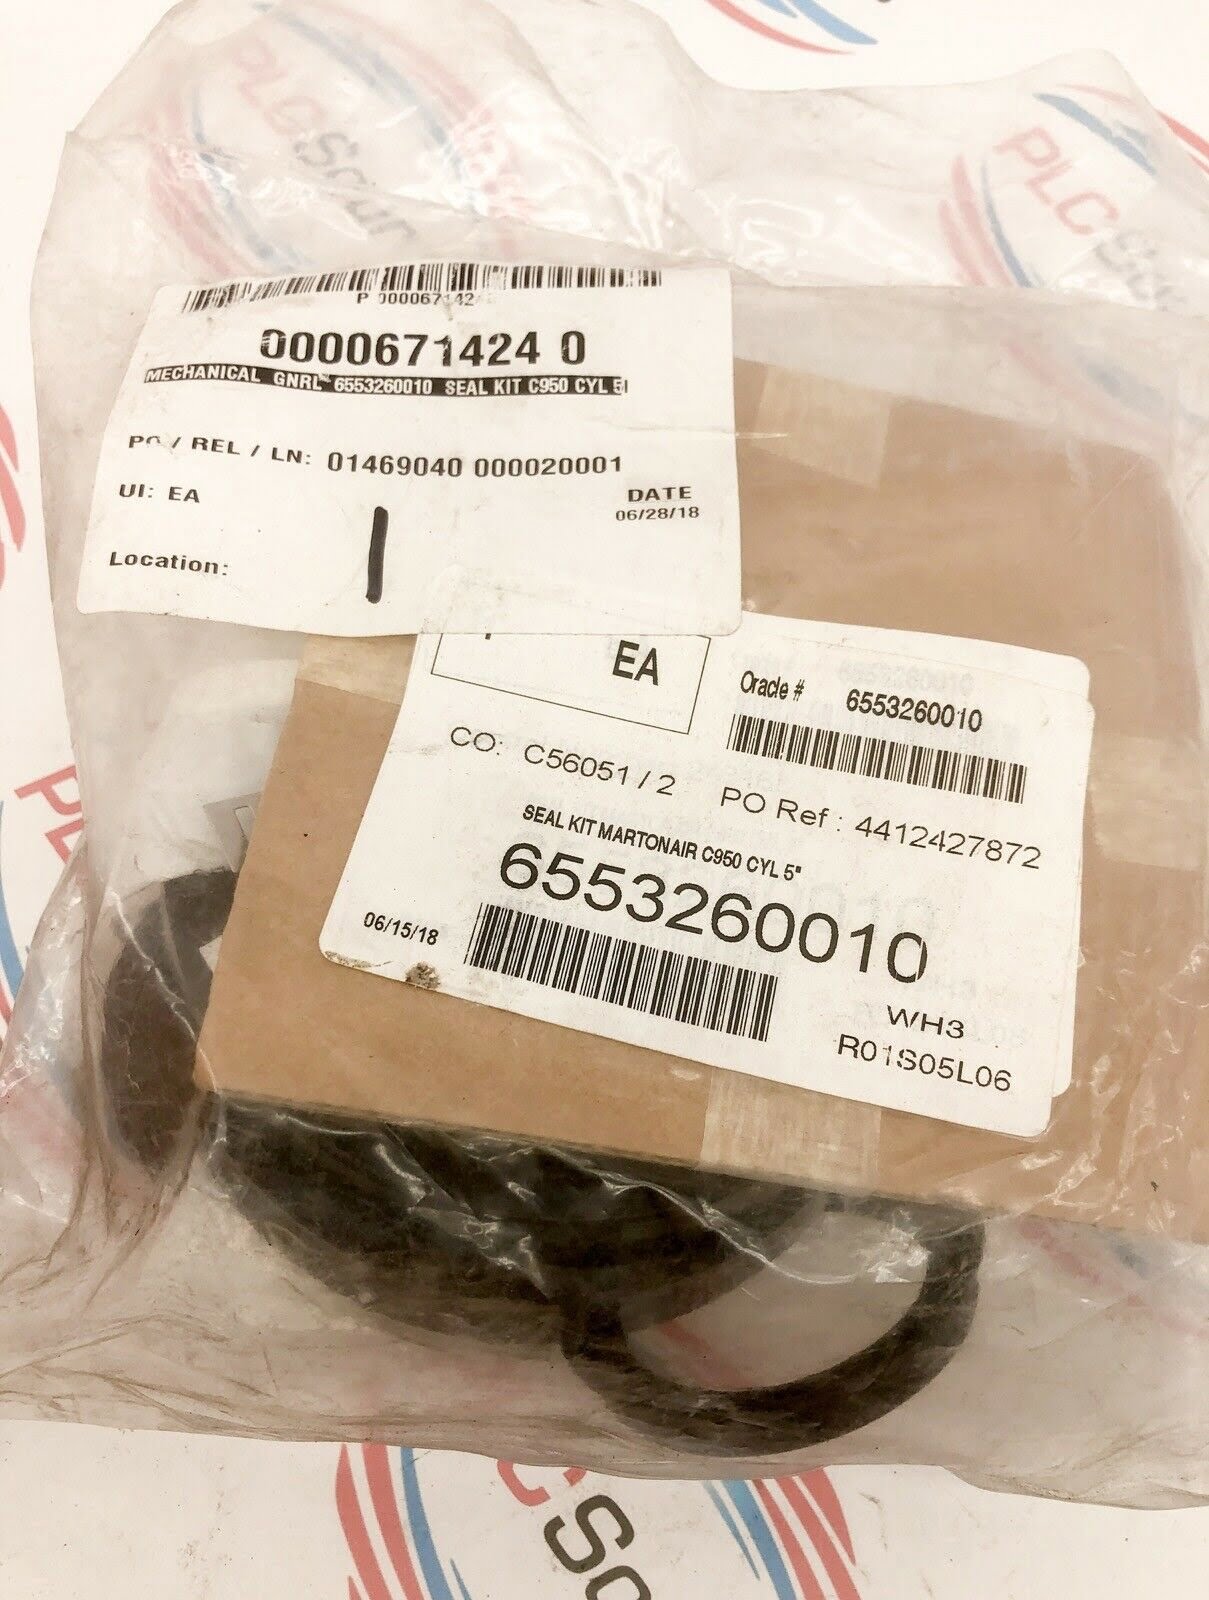 0000671424 0
MECHANICAL GNRL 6553260010 SEAL KIT C950 CYL 5
PO / REL / LN: 01469040 000020001
UI: EA
DATE
06/28/18
Location:
EA
Oracle # 6553260010
CO: C56051 / 2 PO Ref : 4412427872
SEAL KIT MARTONAIR C950 CYL 5"
6553260010
06/15/18
WH3
R01S05L06
PLC
PLC